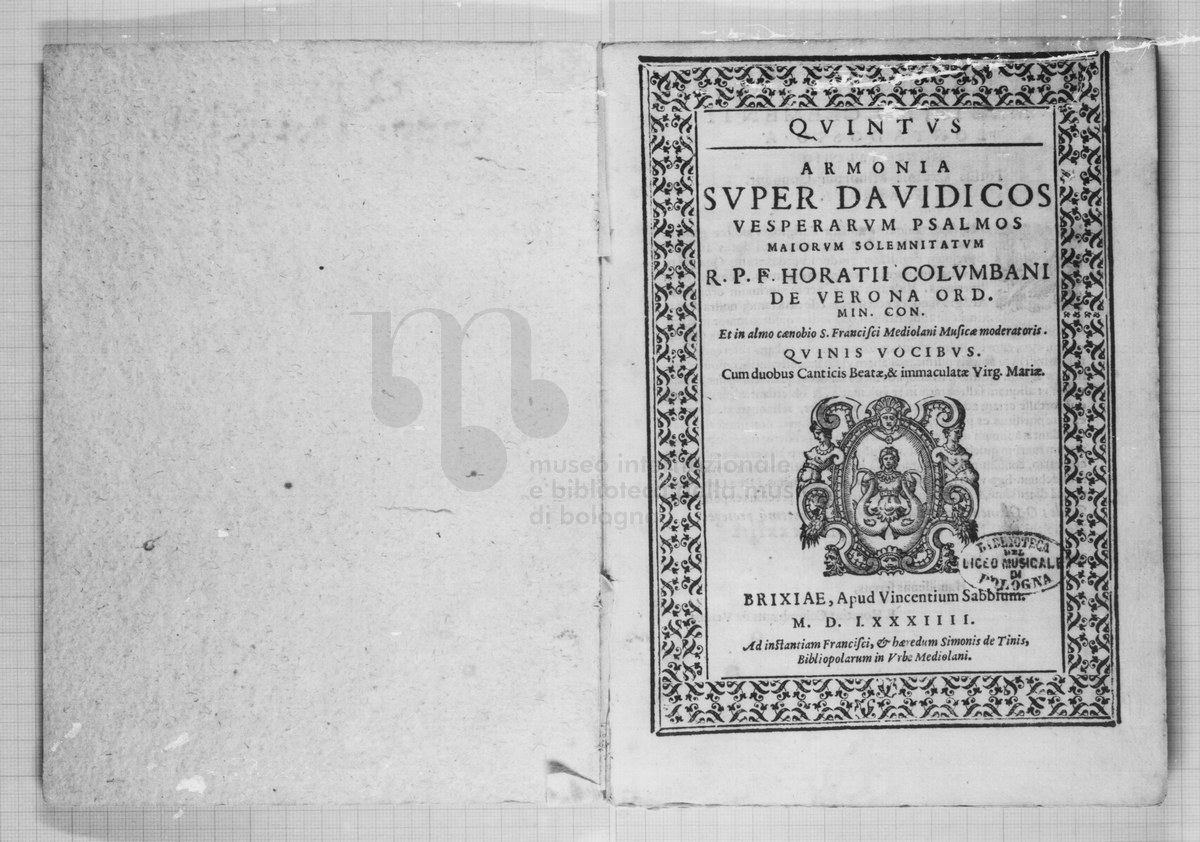 QVINTVS
ARMONIA
SVPER DAVIDICOS
VESPERARVM PSALMOS
MAIORVM SOLEMNITATVM
R. P. F. HORATII COLVMBANI
DE VERONA ORD.
MIN. CON.
Et in almo cænobio S. Franciſci Mediolani Muſicæ moderatoris.
QVINIS VOCIBVS.
Cum duobus Canticis Beatæ, & immaculatæ Virg. Mariæ.
museo internazionale
e biblioteca della musica
di bologna
BIBLIOTECA
DEL
LICEO MUSICALE
DI
BOLOGNA
BRIXIAE, Apud Vincentium Sabbium.
M. D. LXXXIIII.
Ad inſtantiam Franciſci, & hæredum Simonis de Tinis,
Bibliopolarum in Vrbe Mediolani.